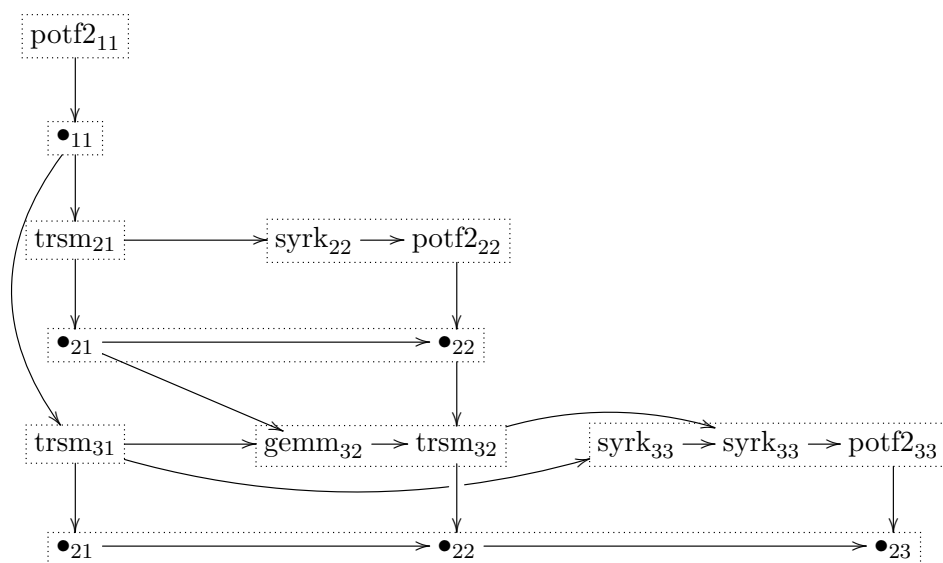 potf2₁₁
•₁₁
trsm₂₁ syrk₂₂ potf2₂₂
•₂₁ •₂₂
trsm₃₁ gemm₃₂ trsm₃₂ syrk₃₃ syrk₃₃ potf2₃₃
•₂₁ •₂₂ •₂₃